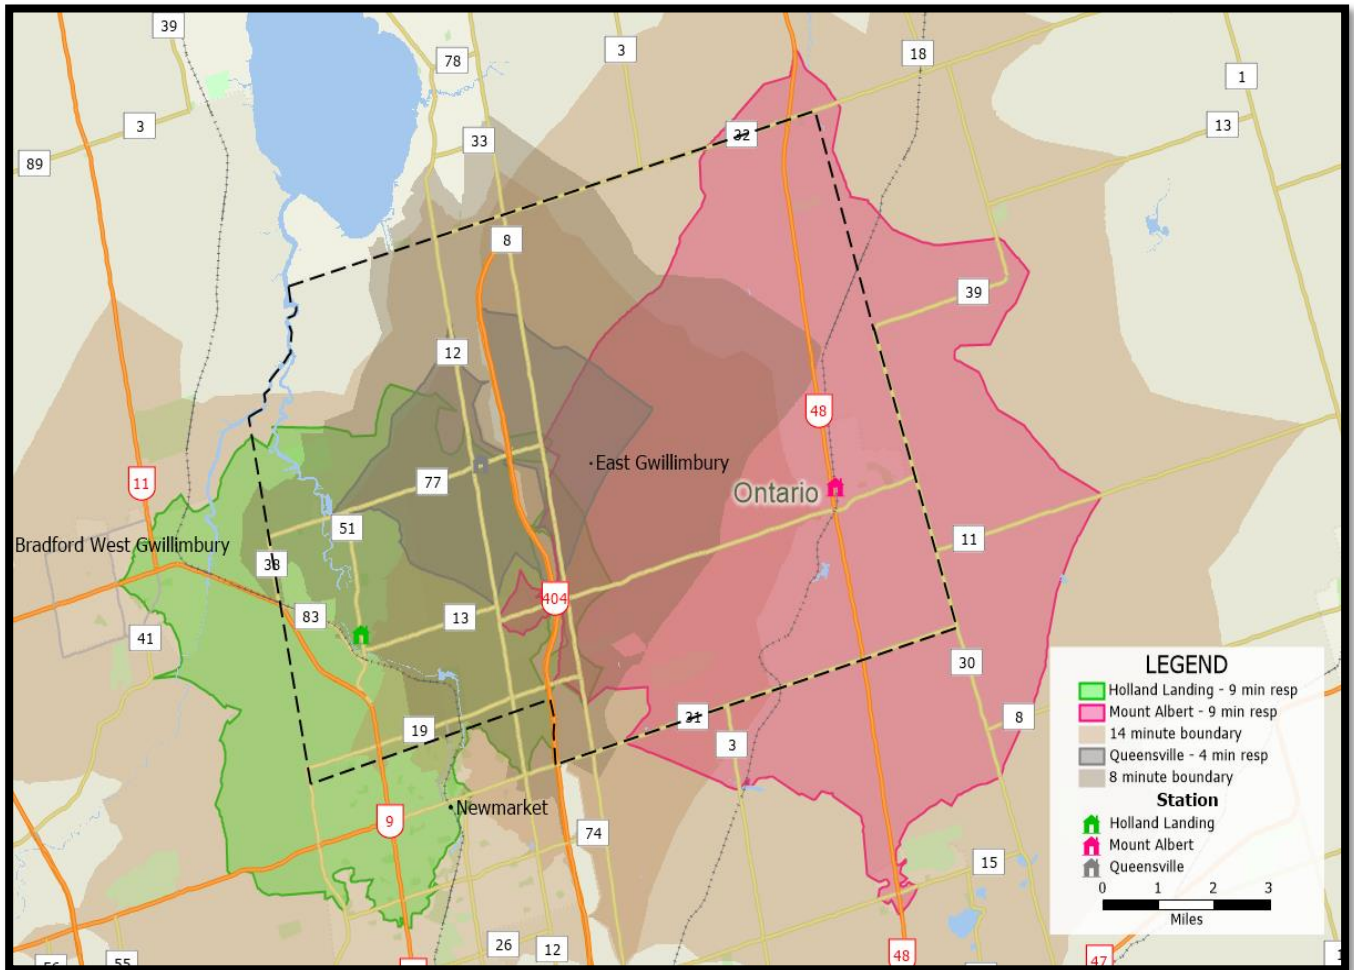 39
3
18
78
1
3
13
33
32
89
8
39
12
48
East Gwillimbury
77
11
Ontario
51
11
Bradford West Gwillimbury
38
404
83
13
41
30
31
8
19
3
Newmarket
9
74
15
26
12
48
47
55
LEGEND
Holland Landing - 9 min resp
Mount Albert - 9 min resp
14 minute boundary
Queensville - 4 min resp
8 minute boundary
Station
Holland Landing
Mount Albert
Queensville
0 1 2 3
Miles